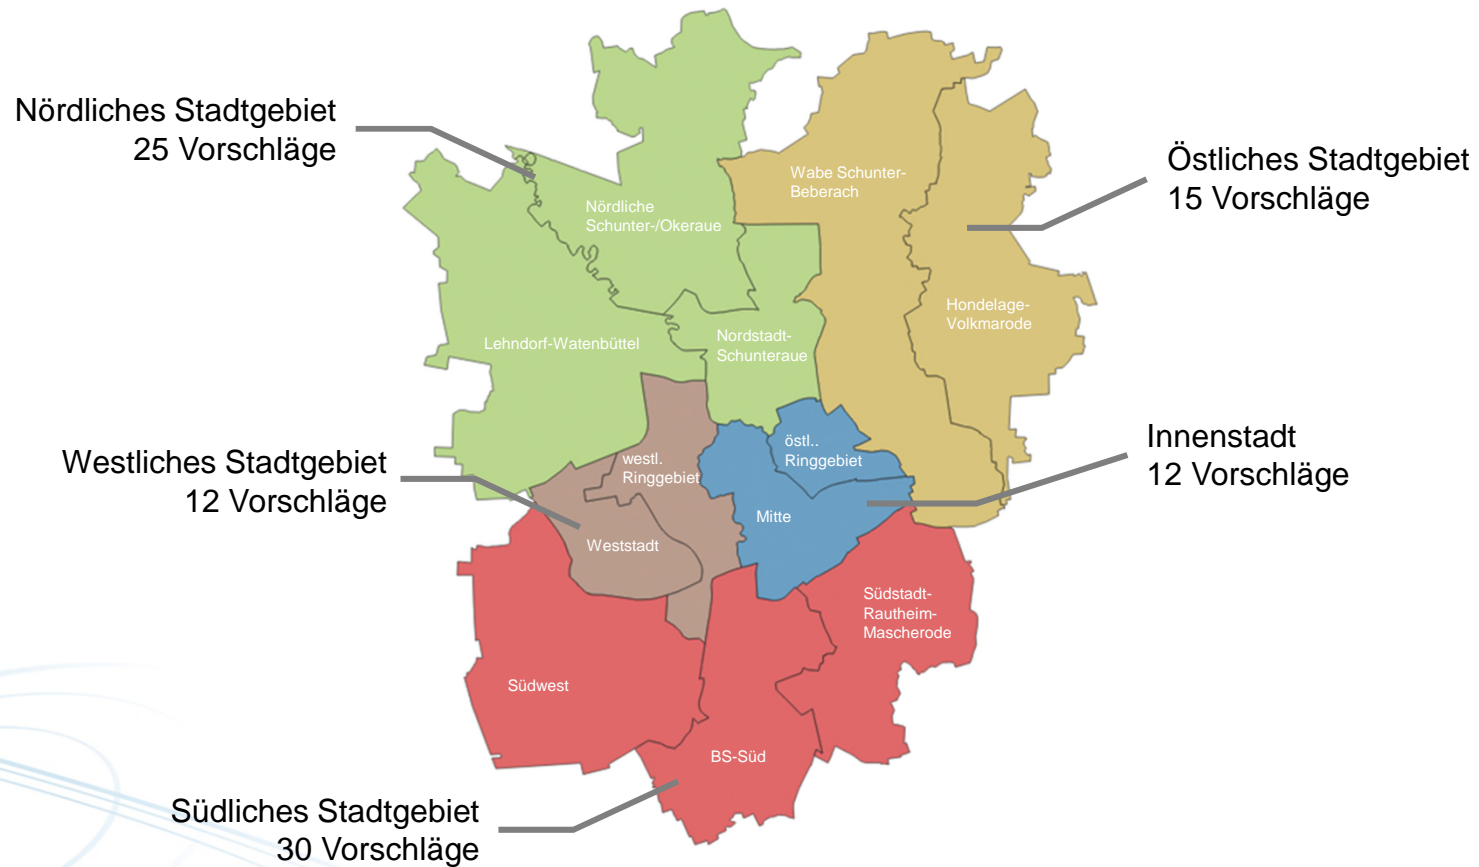 Nördliches Stadtgebiet
25 Vorschläge
Östliches Stadtgebiet
15 Vorschläge
Wabe Schunter-
Beberach
Nördliche
Schunter-/Okeraue
Hondelage-
Volkmarode
Lehndorf-Watenbüttel
Nordstadt-
Schunteraue
Innenstadt
12 Vorschläge
Westliches Stadtgebiet
12 Vorschläge
westl.
Ringgebiet
östl..
Ringgebiet
Mitte
Weststadt
Südstadt-
Rautheim-
Mascherode
Südwest
BS-Süd
Südliches Stadtgebiet
30 Vorschläge